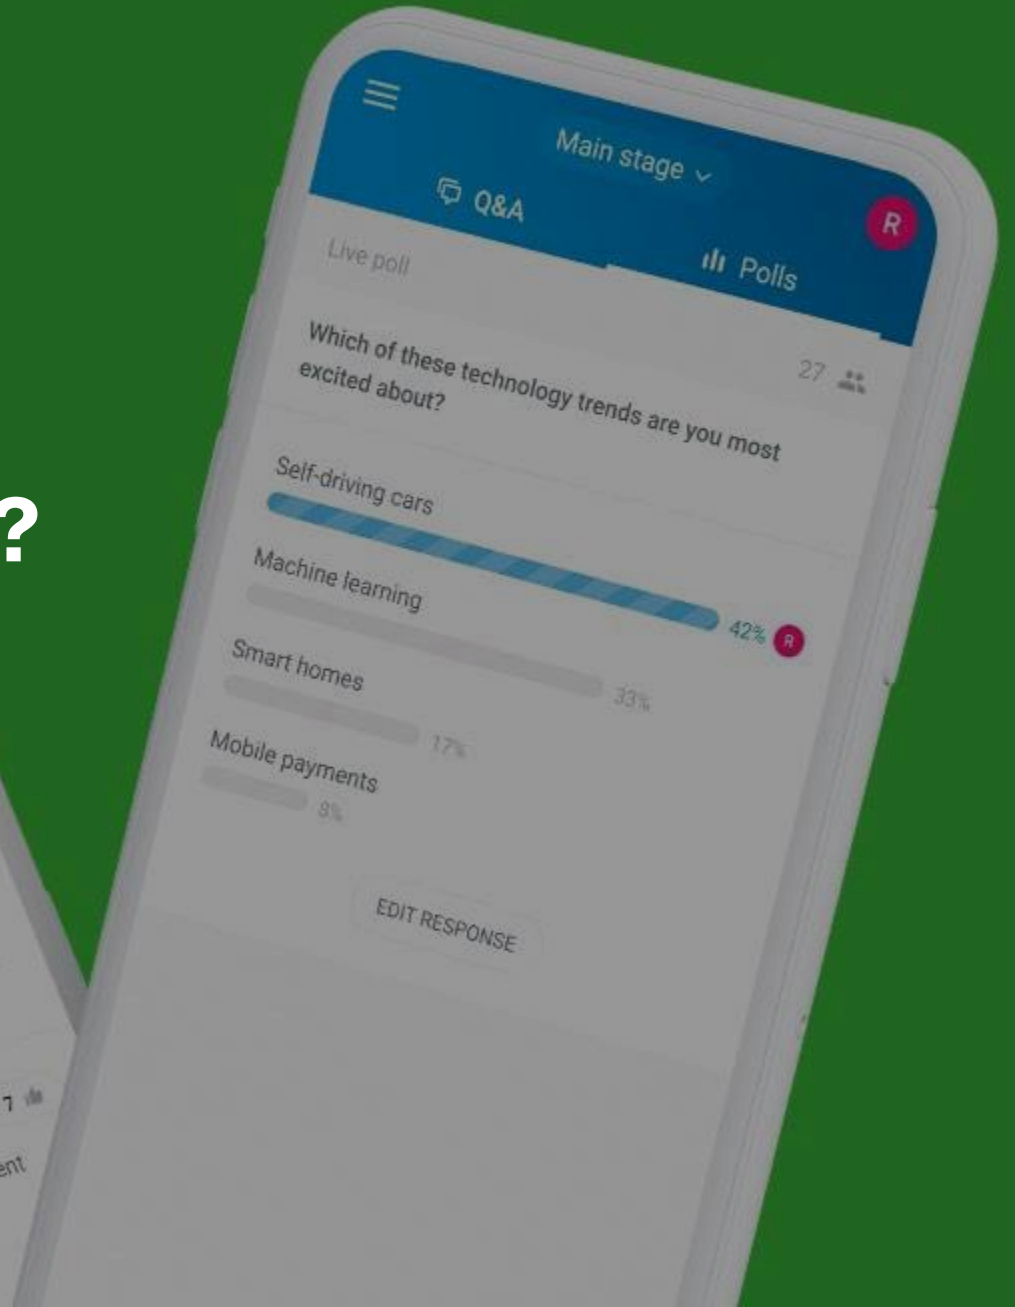 Main stage
Q&A
Polls
R
Live poll
27
Which of these technology trends are you most
excited about?
Self-driving cars
42%
R
Machine learning
33%
Smart homes
17%
Mobile payments
8%
EDIT RESPONSE
?
7
ent